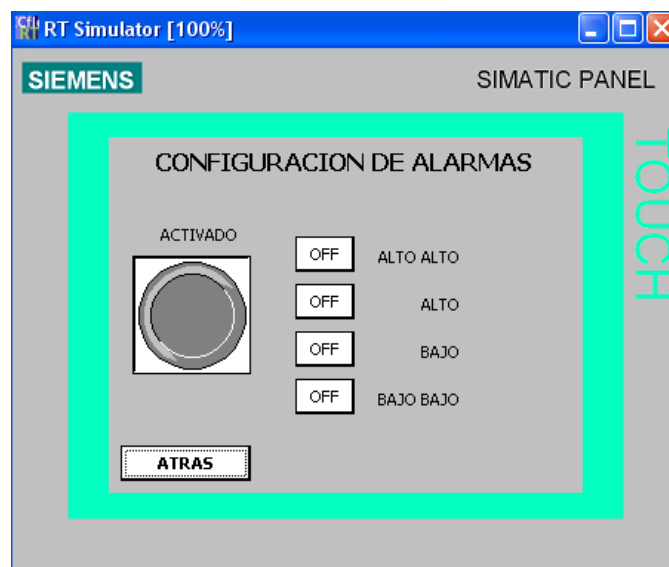 RT Simulator [100%]
SIEMENS
SIMATIC PANEL
TOUCH
CONFIGURACION DE ALARMAS
ACTIVADO
OFF ALTO ALTO
OFF ALTO
OFF BAJO
OFF BAJO BAJO
ATRAS